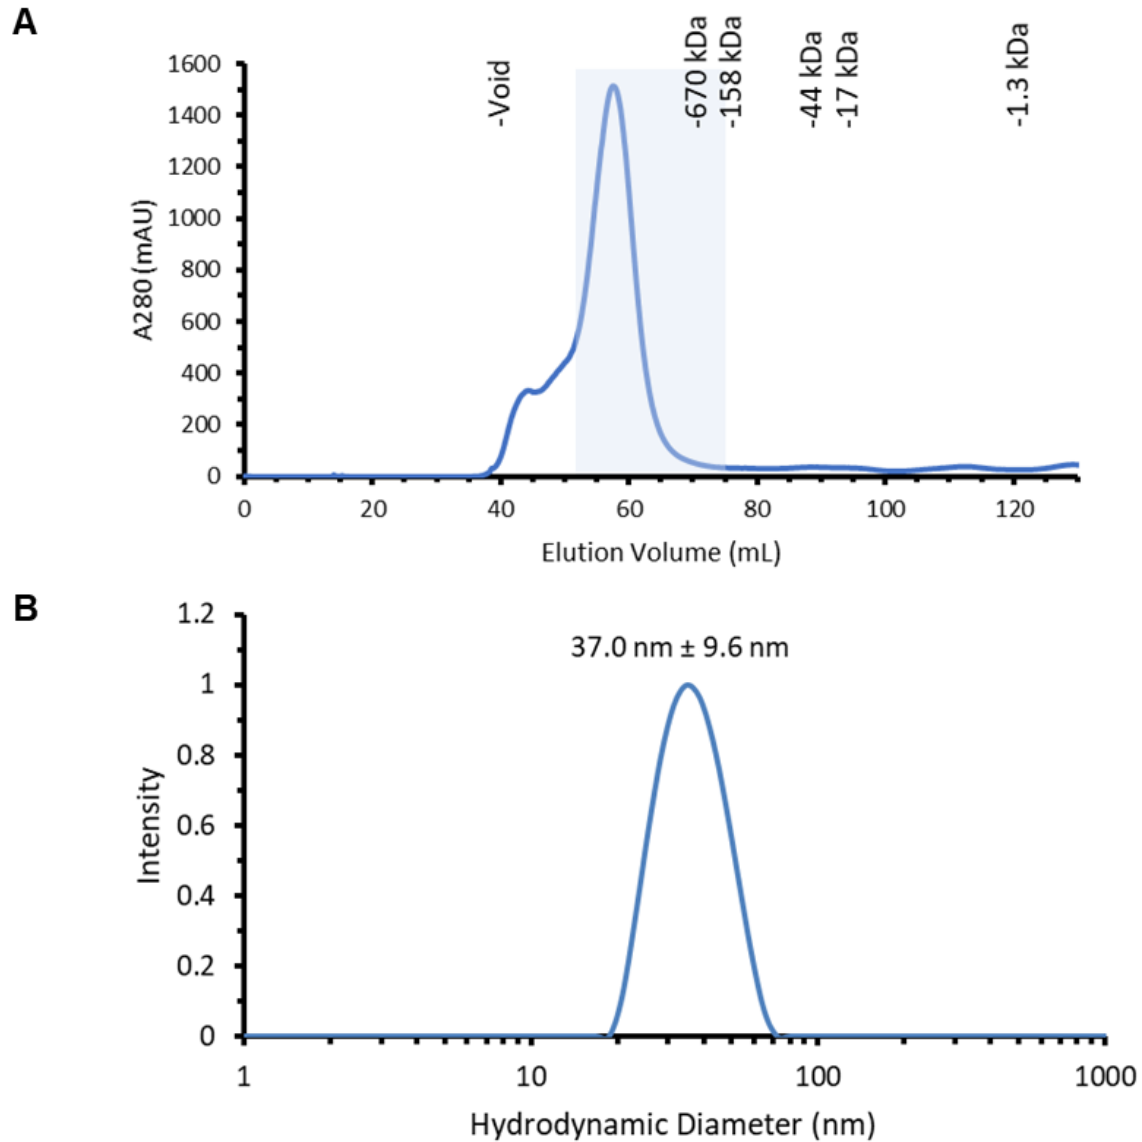 A
-Void
-670 kDa
-158 kDa
-44 kDa
-17 kDa
-1.3 kDa
1600
1400
1200
1000
800
600
400
200
0
A280 (mAU)
0 20 40 60 80 100 120
Elution Volume (mL)
B
37.0 nm ± 9.6 nm
1.2
1
0.8
0.6
0.4
0.2
0
Intensity
1 10 100 1000
Hydrodynamic Diameter (nm)